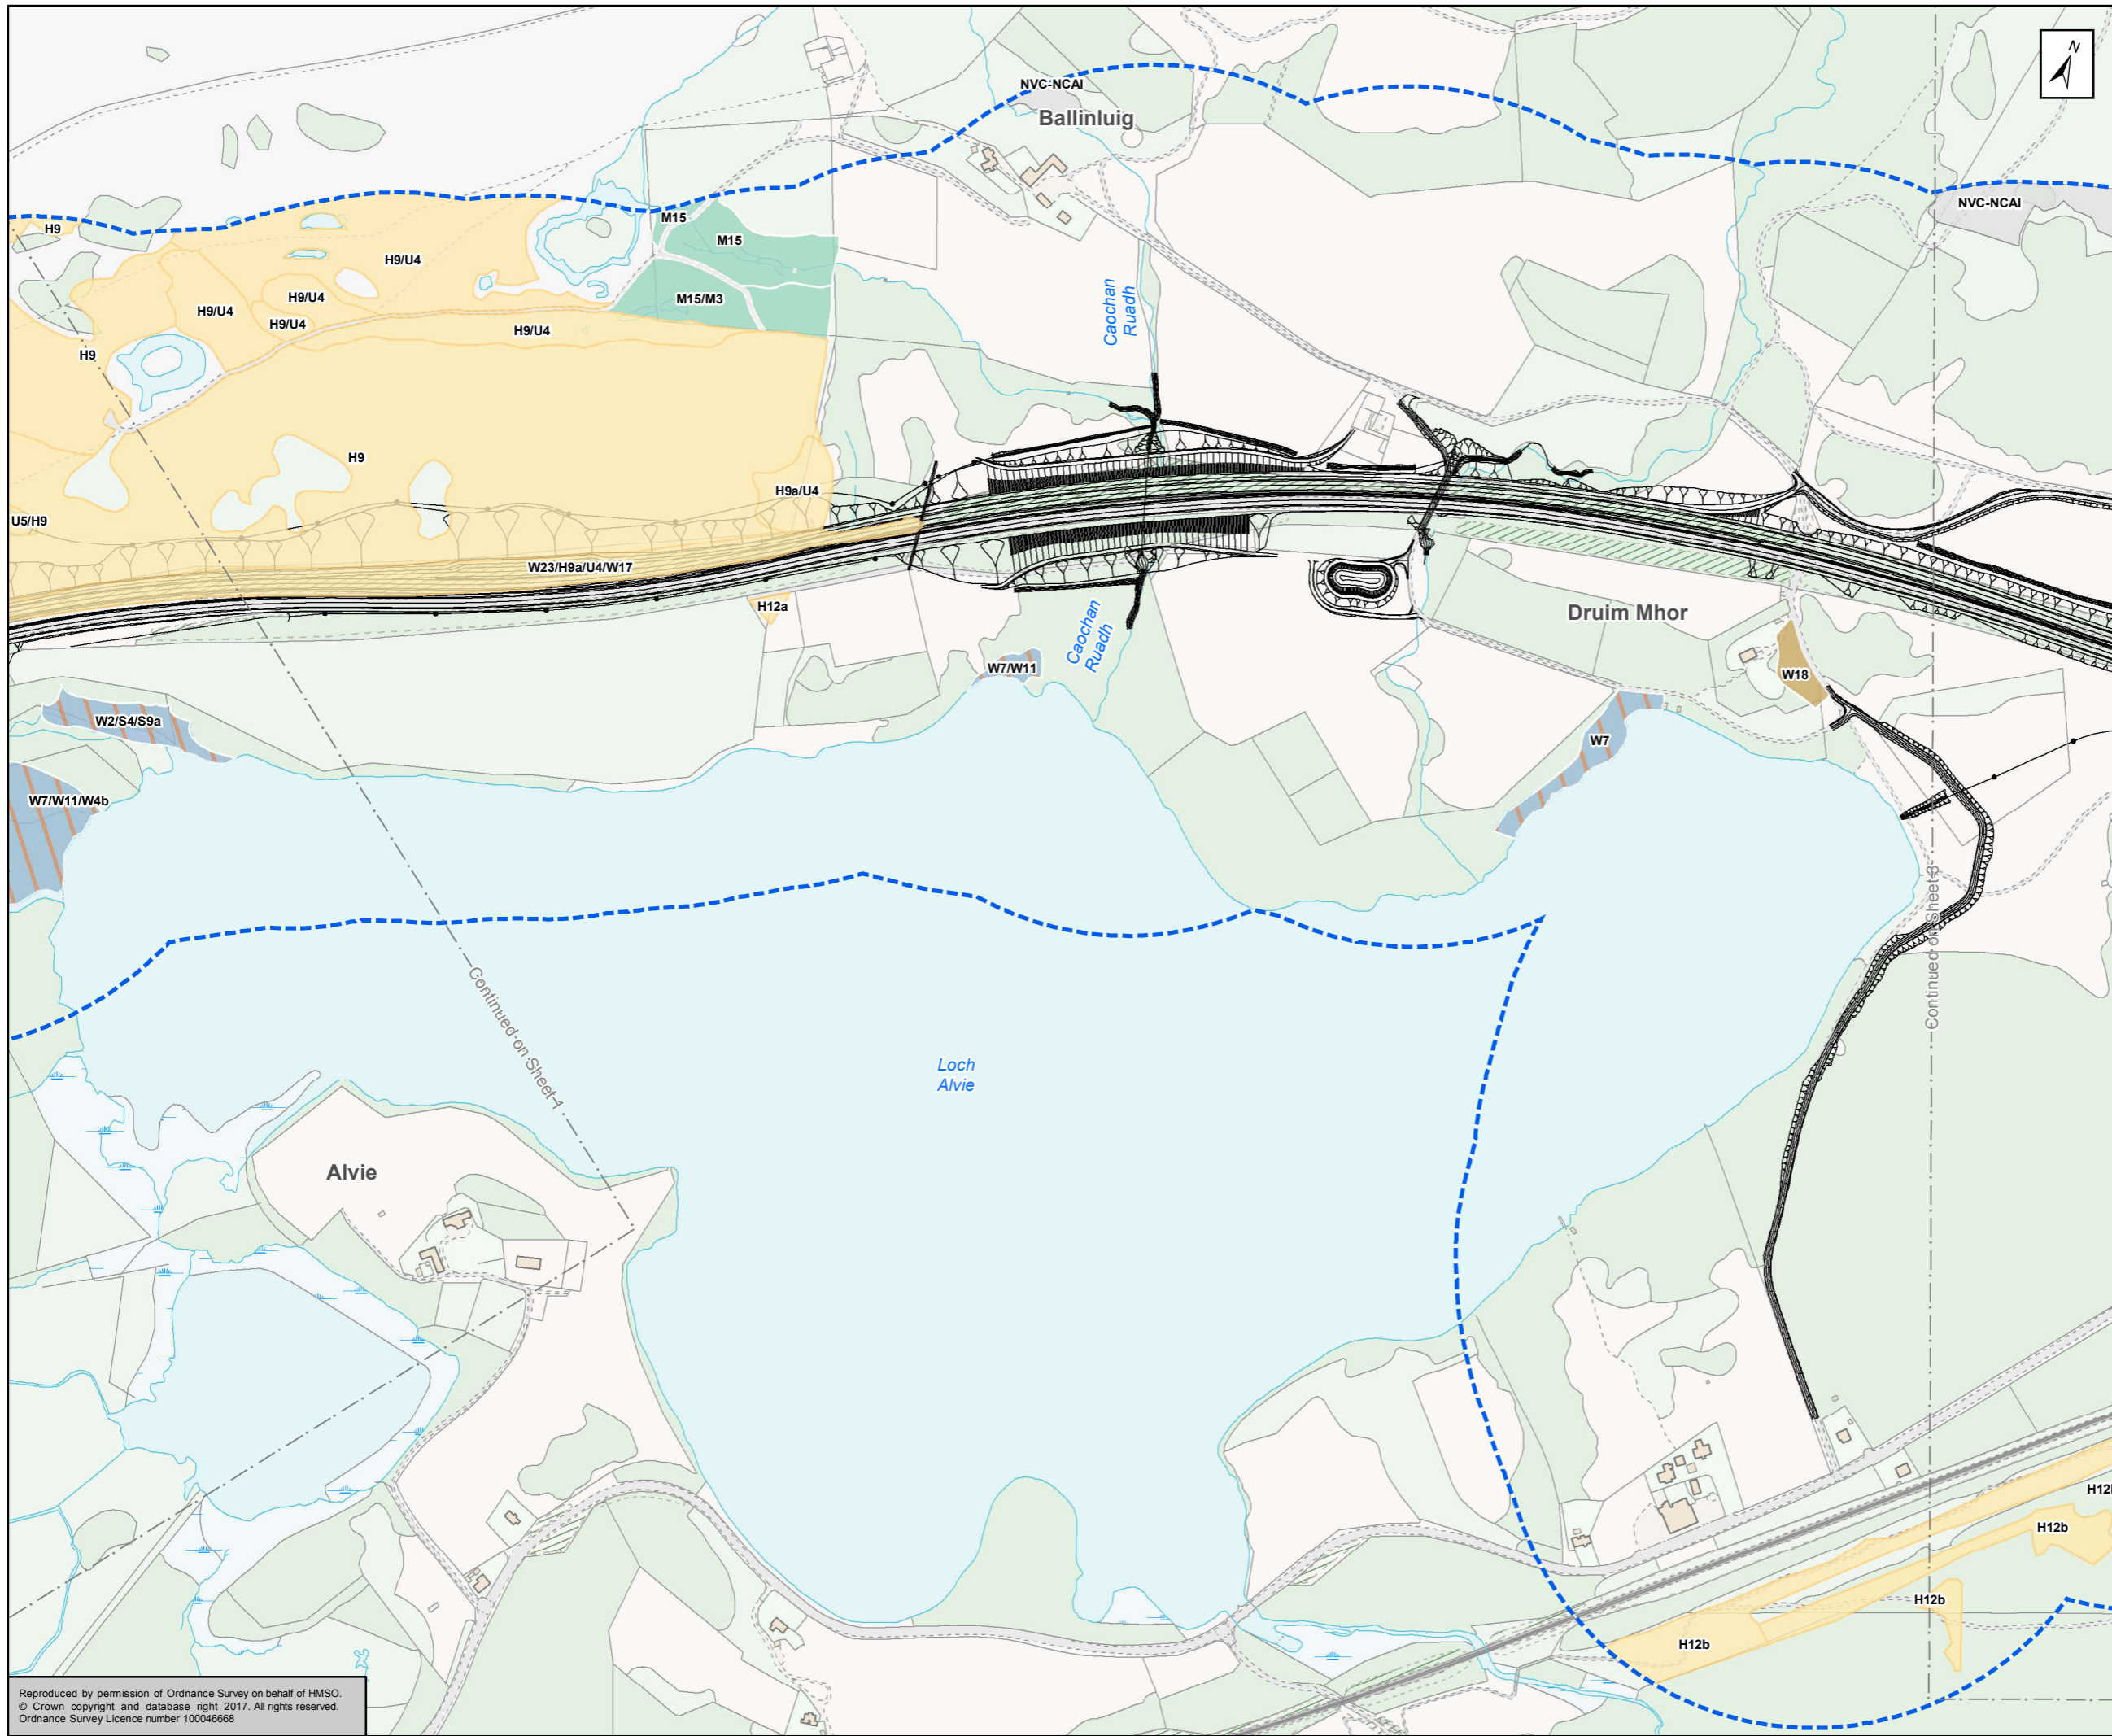 N
NVC-NCAI
Ballinluig
NVC-NCAI
M15
H9
M15
H9/U4
H9/U4
M15/M3
H9/U4
H9/U4
H9/U4
Caochan
Ruadh
H9
H9
H9a/U4
U5/H9
W23/H9a/U4/W17
H12a
Druim Mhor
Caochan
Ruadh
W7/W11
W18
W2/S4/S9a
W7
W7/W11/W4b
Continued on Sheet 3
Continued on Sheet 1
Loch
Alvie
Alvie
H12b
H12b
H12b
Reproduced by permission of Ordnance Survey on behalf of HMSO.
© Crown copyright and database right 2017. All rights reserved.
Ordnance Survey Licence number 100046668